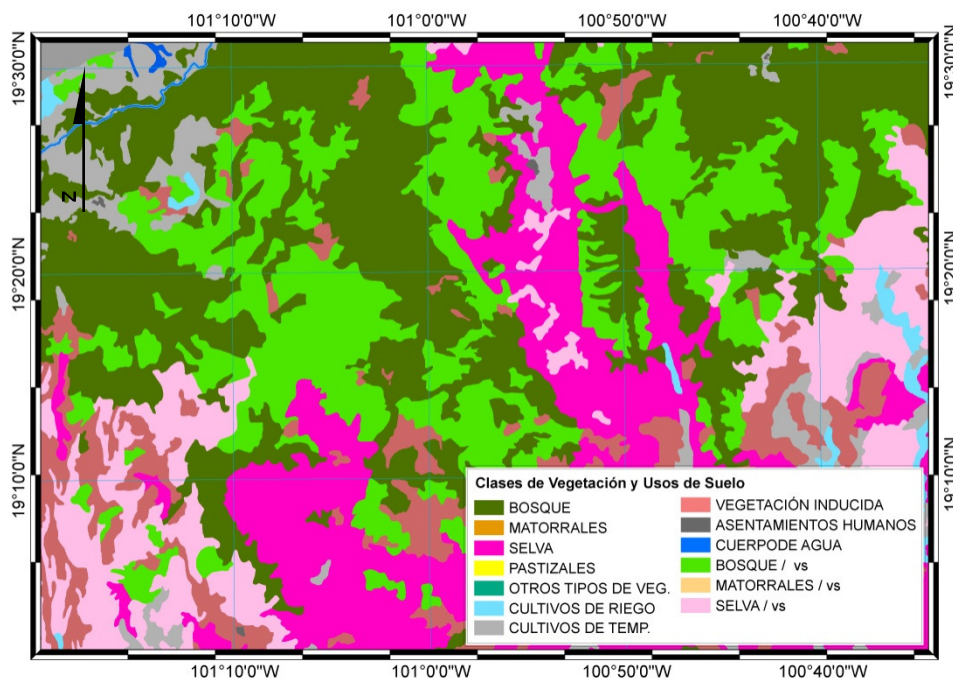 101°10'0"W 101°0'0"W 100°50'0"W 100°40'0"W
19°30'0"N 19°30'0"N
N
19°20'0"N 19°20'0"N
19°10'0"N 19°10'0"N
Clases de Vegetación y Usos de Suelo
BOSQUE
MATORRALES
SELVA
PASTIZALES
OTROS TIPOS DE VEG.
CULTIVOS DE RIEGO
CULTIVOS DE TEMP.
VEGETACIÓN INDUCIDA
ASENTAMIENTOS HUMANOS
CUERPODE AGUA
BOSQUE / vs
MATORRALES / vs
SELVA / vs
101°10'0"W 101°0'0"W 100°50'0"W 100°40'0"W